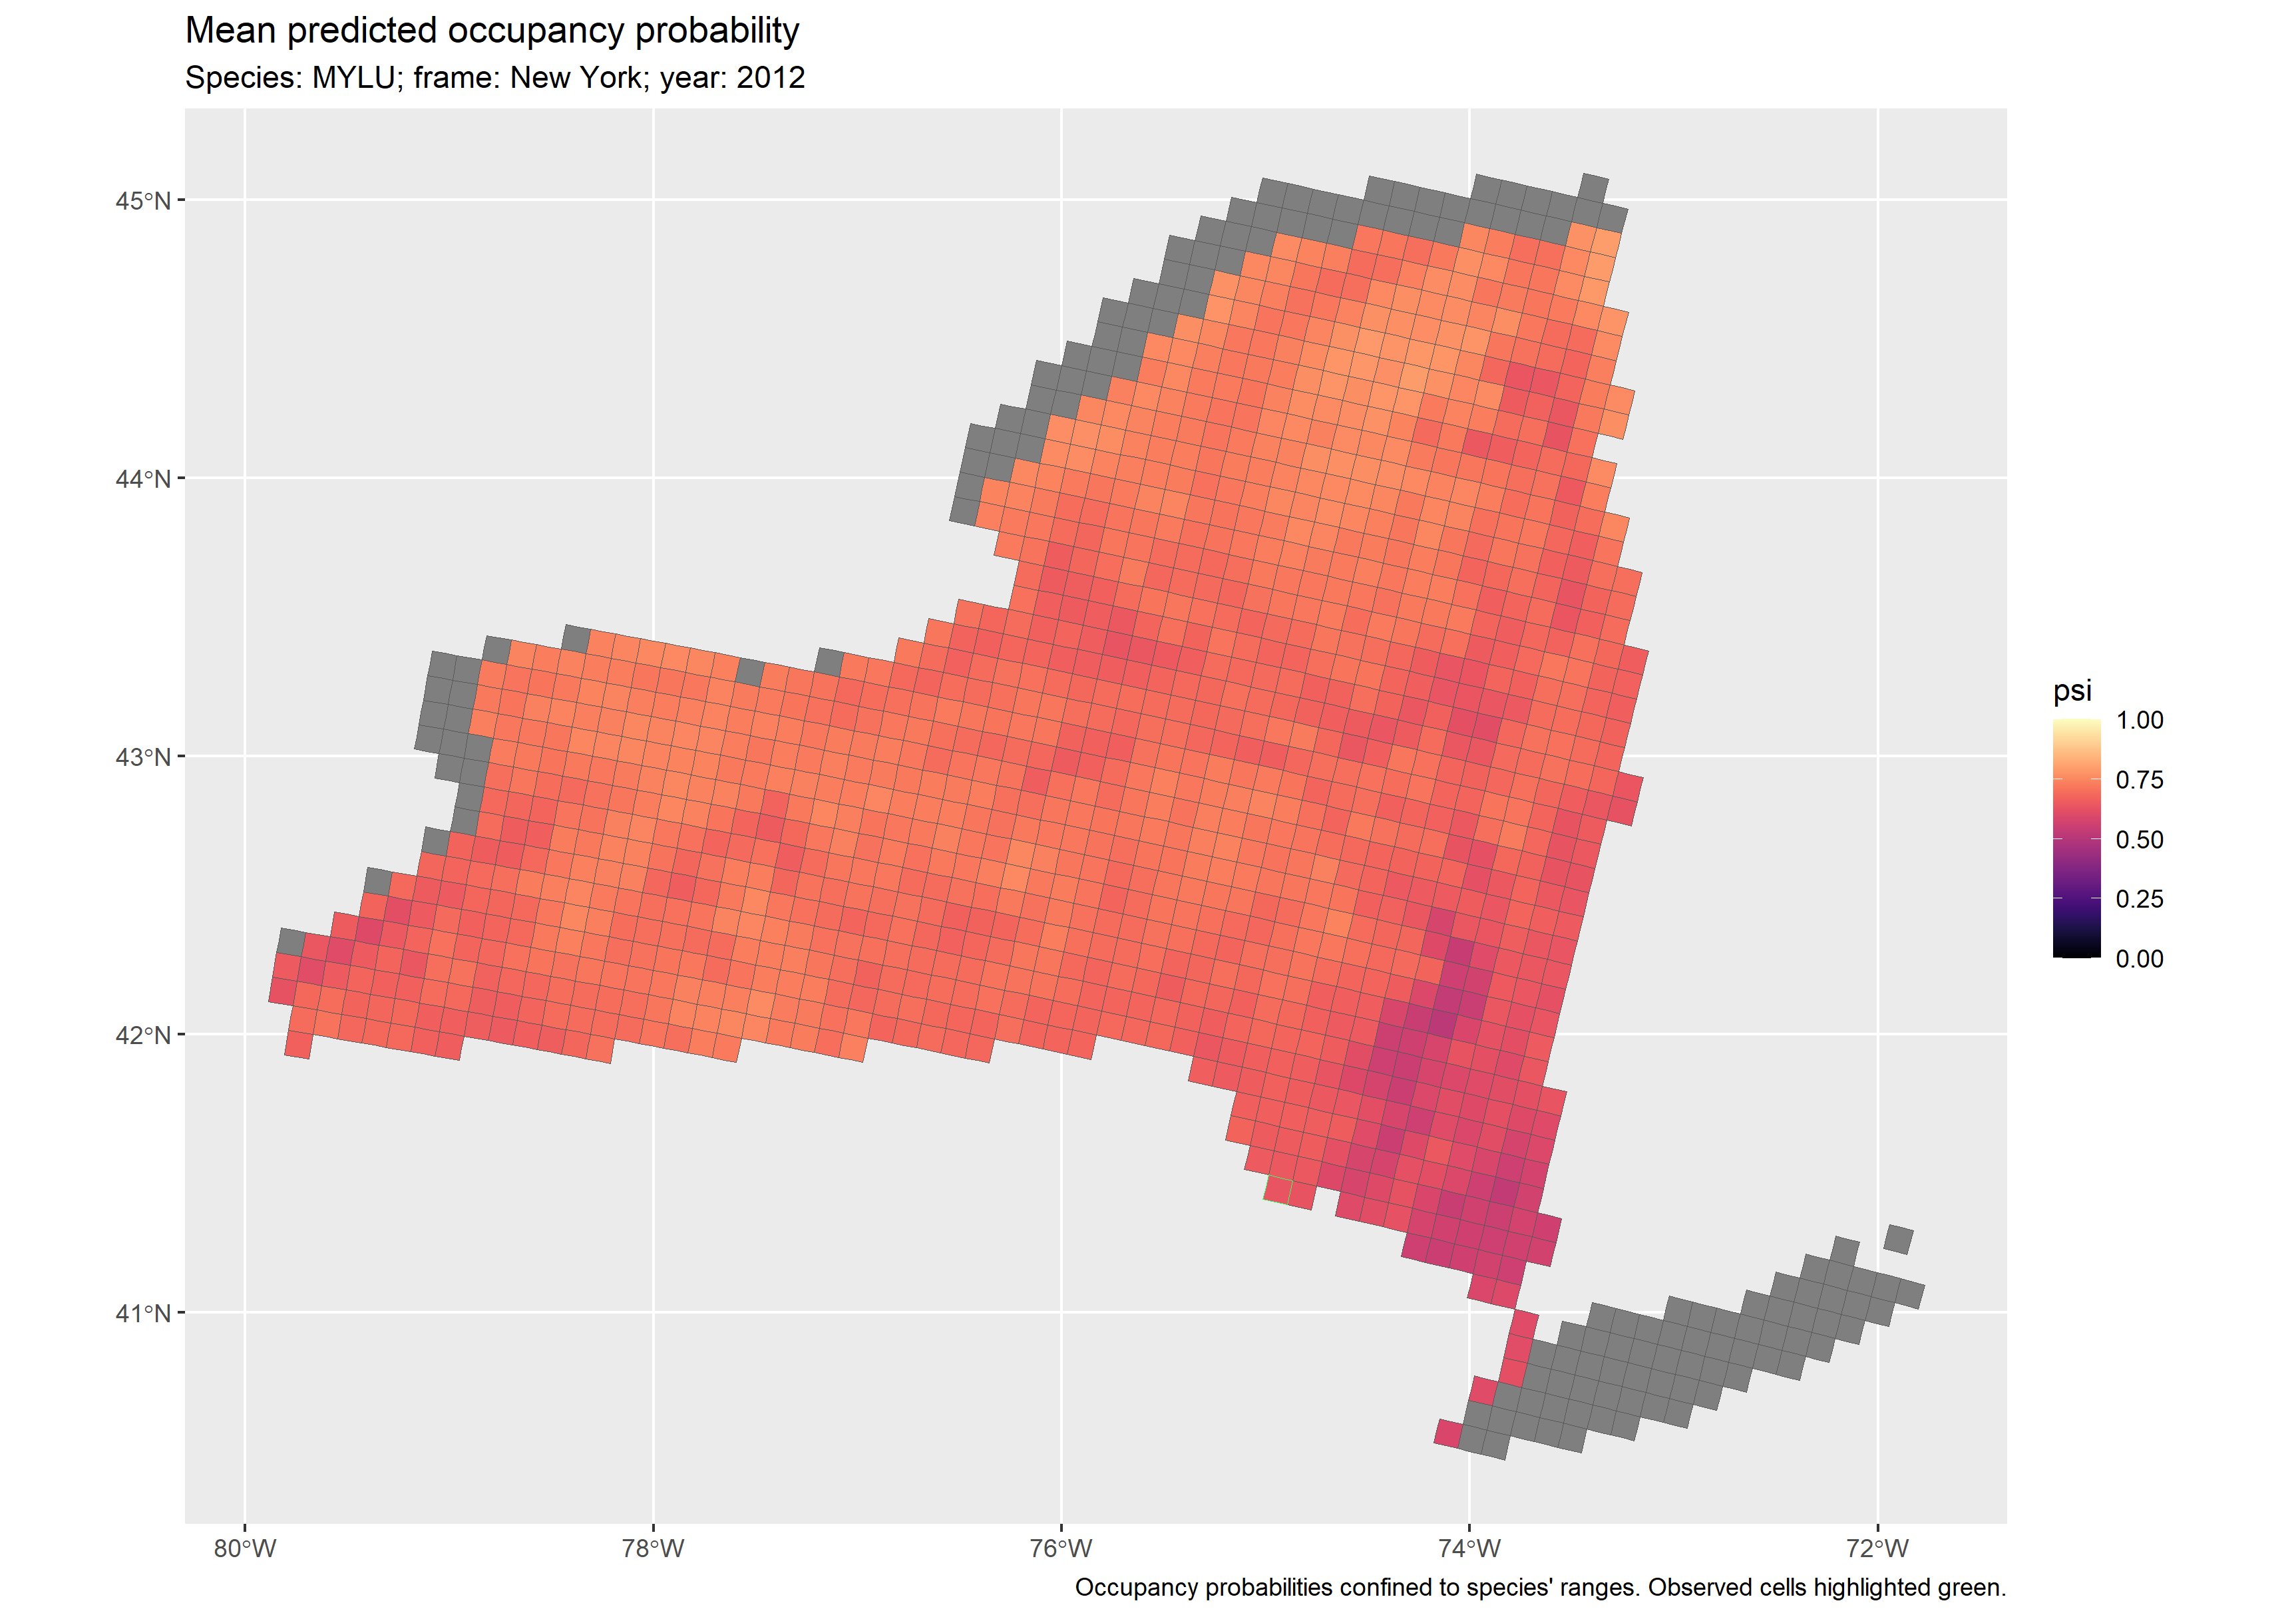 Mean predicted occupancy probability
Species: MYLU; frame: New York; year: 2012
45°N
44°N
43°N
42°N
41°N
80°W
78°W
76°W
74°W
72°W
psi
1.00
0.75
0.50
0.25
0.00
Occupancy probabilities confined to species' ranges. Observed cells highlighted green.